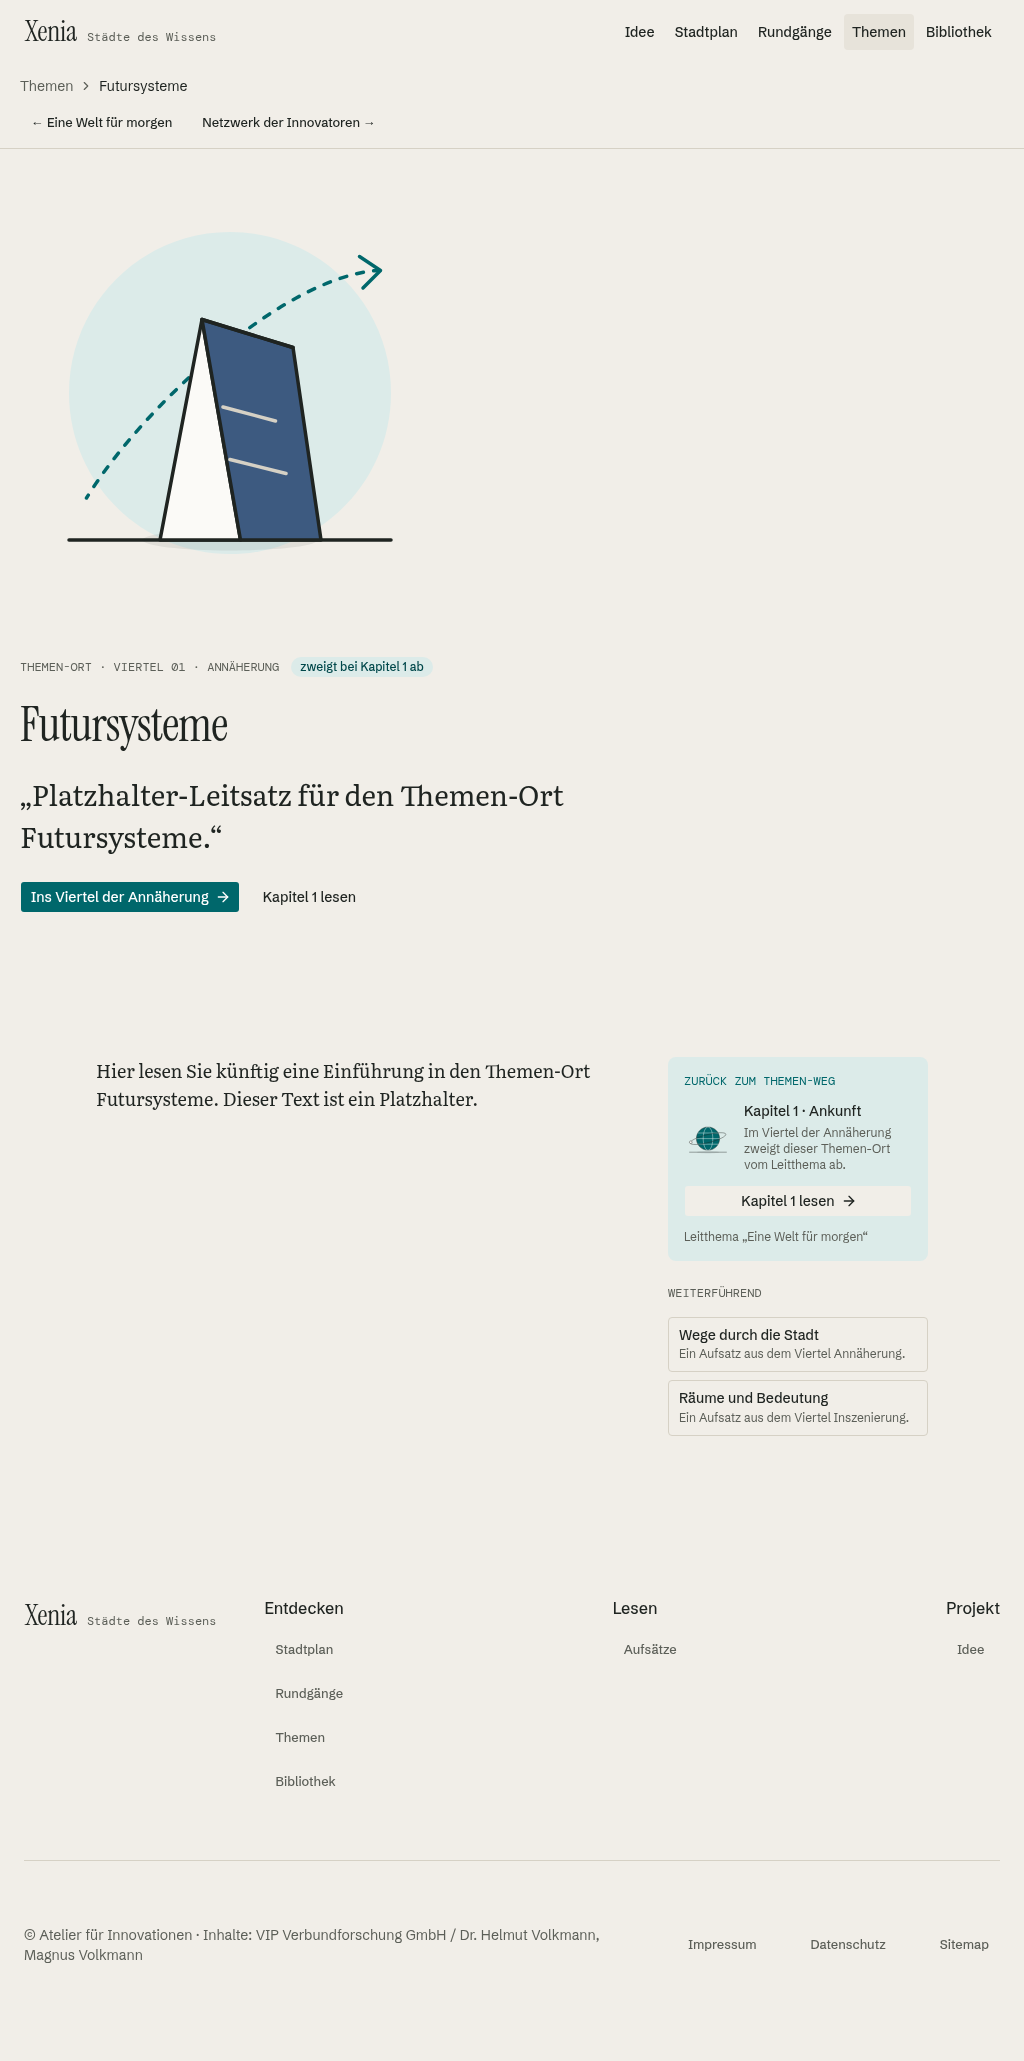 Xenia Städte des Wissens
Idee Stadtplan Rundgänge Themen Bibliothek
Themen > Futursysteme
← Eine Welt für morgen Netzwerk der Innovatoren →
THEMEN-ORT · VIERTEL 01 · ANNÄHERUNG zweigt bei Kapitel 1 ab
Futursysteme
„Platzhalter-Leitsatz für den Themen-Ort
Futursysteme.“
Ins Viertel der Annäherung → Kapitel 1 lesen
Hier lesen Sie künftig eine Einführung in den Themen-Ort
Futursysteme. Dieser Text ist ein Platzhalter.
ZURÜCK ZUM THEMEN-WEG
Kapitel 1 · Ankunft
Im Viertel der Annäherung
zweigt dieser Themen-Ort
vom Leitthema ab.
Kapitel 1 lesen →
Leitthema „Eine Welt für morgen“
WEITERFÜHREND
Wege durch die Stadt
Ein Aufsatz aus dem Viertel Annäherung.
Räume und Bedeutung
Ein Aufsatz aus dem Viertel Inszenierung.
Xenia Städte des Wissens
Entdecken
Stadtplan
Rundgänge
Themen
Bibliothek
Lesen
Aufsätze
Projekt
Idee
© Atelier für Innovationen · Inhalte: VIP Verbundforschung GmbH / Dr. Helmut Volkmann,
Magnus Volkmann
Impressum Datenschutz Sitemap